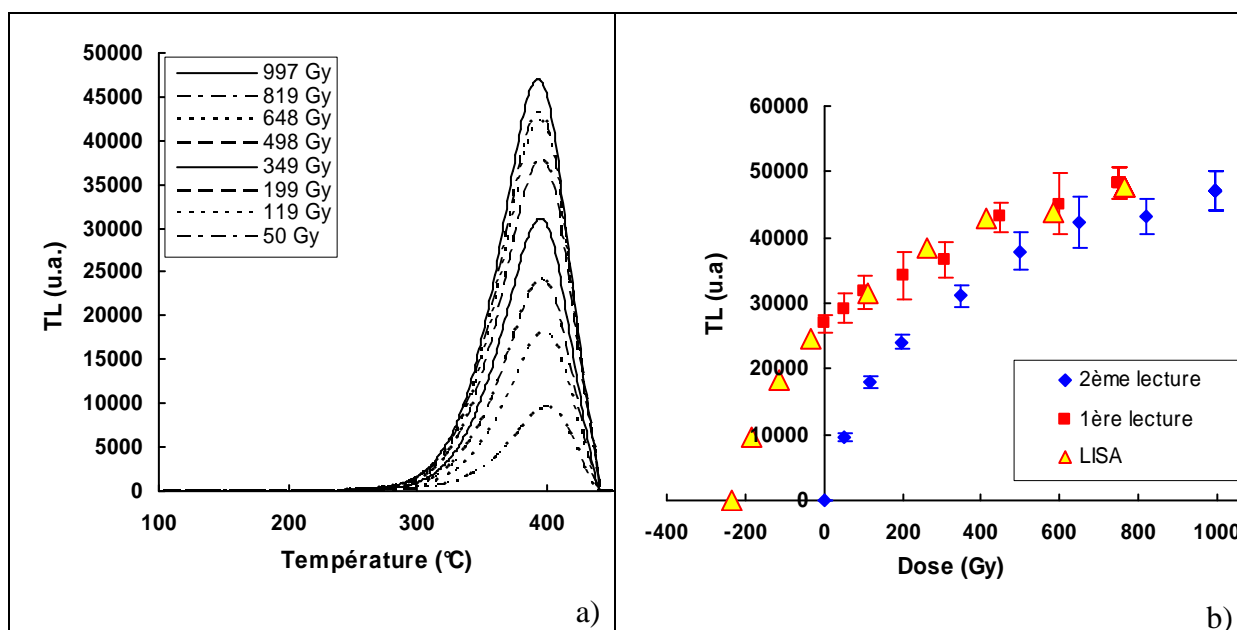 50000
45000
40000
35000
30000
25000
20000
15000
10000
5000
0
TL (u.a.)
997 Gy
819 Gy
648 Gy
498 Gy
349 Gy
199 Gy
119 Gy
50 Gy
100 200 300 400
Température (°C)
a)
60000
50000
40000
30000
20000
10000
0
TL (u.a)
2ème lecture
1ère lecture
LISA
-400 -200 0 200 400 600 800 1000
Dose (Gy)
b)